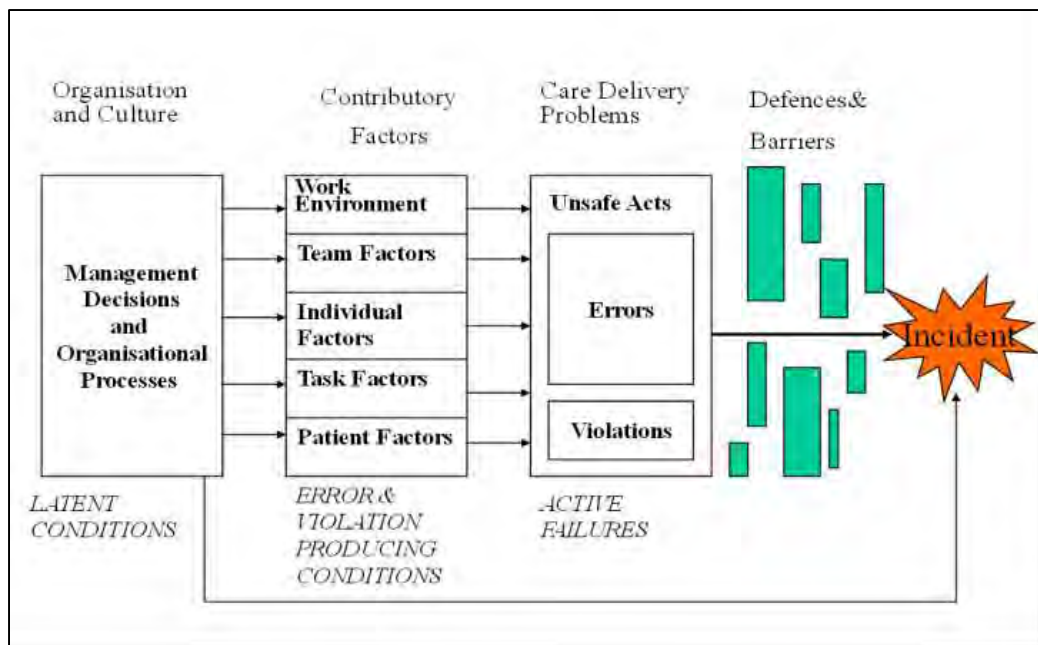 Organisation
and Culture
Contributory
Factors
Care Delivery
Problems
Defences&
Barriers
Management
Decisions
and
Organisational
Processes
Work
Environment
Team Factors
Individual
Factors
Task Factors
Patient Factors
Unsafe Acts
Errors
Violations
Incident
LATENT
CONDITIONS
ERROR &
VIOLATION
PRODUCING
CONDITIONS
ACTIVE
FAILURES